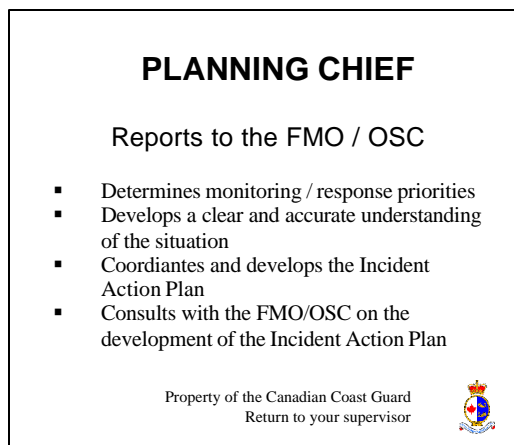 PLANNING CHIEF
Reports to the FMO / OSC
▪ Determines monitoring / response priorities
▪ Develops a clear and accurate understanding
of the situation
▪ Coordiantes and develops the Incident
Action Plan
▪ Consults with the FMO/OSC on the
development of the Incident Action Plan
Property of the Canadian Coast Guard
Return to your supervisor